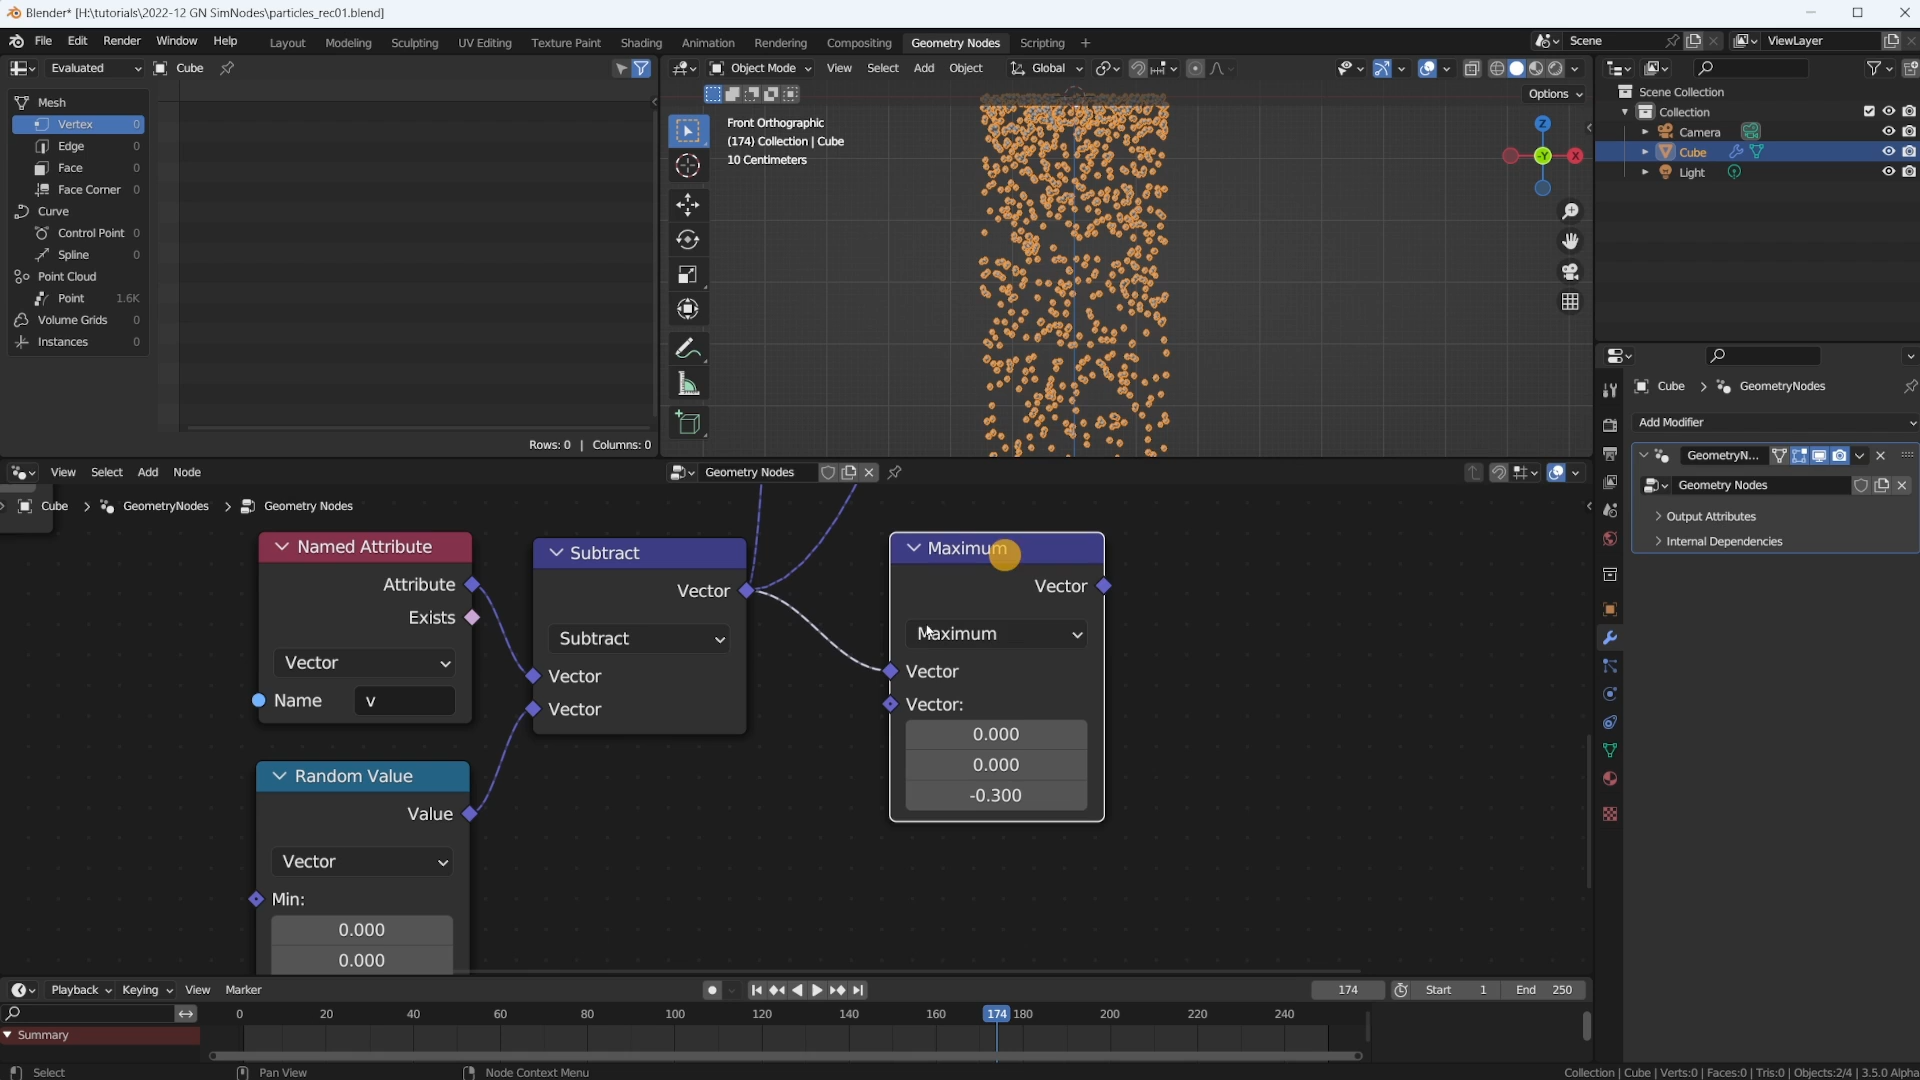 Blender* [H:\tutorials\2022-12 GN SimNodes\particles_rec01.blend]
File Edit Render Window Help
Layout Modeling Sculpting UV Editing Texture Paint Shading Animation Rendering Compositing Geometry Nodes Scripting +
Scene
ViewLayer
Evaluated
Cube
Object Mode View Select Add Object
Global
Options
Mesh
Vertex 0
Edge 0
Face 0
Face Corner 0
Curve
Control Point 0
Spline 0
Point Cloud
Point 1.6K
Volume Grids 0
Instances 0
Rows: 0 | Columns: 0
Front Orthographic
(174) Collection | Cube
10 Centimeters
Z
-Y
X
Scene Collection
Collection
Camera
Cube
Light
Cube > GeometryNodes
Add Modifier
GeometryN...
Geometry Nodes
Output Attributes
Internal Dependencies
View Select Add Node
Geometry Nodes
Cube > GeometryNodes > Geometry Nodes
Named Attribute
Attribute
Exists
Vector
Name v
Random Value
Value
Vector
Min:
0.000
0.000
Subtract
Vector
Subtract
Vector
Vector
Maximum
Vector
Maximum
Vector
Vector:
0.000
0.000
-0.300
Playback Keying View Marker
174
Start 1
End 250
0 20 40 60 80 100 120 140 160 174 180 200 220 240
Summary
Select
Pan View
Node Context Menu
Collection | Cube | Verts:0 | Faces:0 | Tris:0 | Objects:2/4 | 3.5.0 Alpha